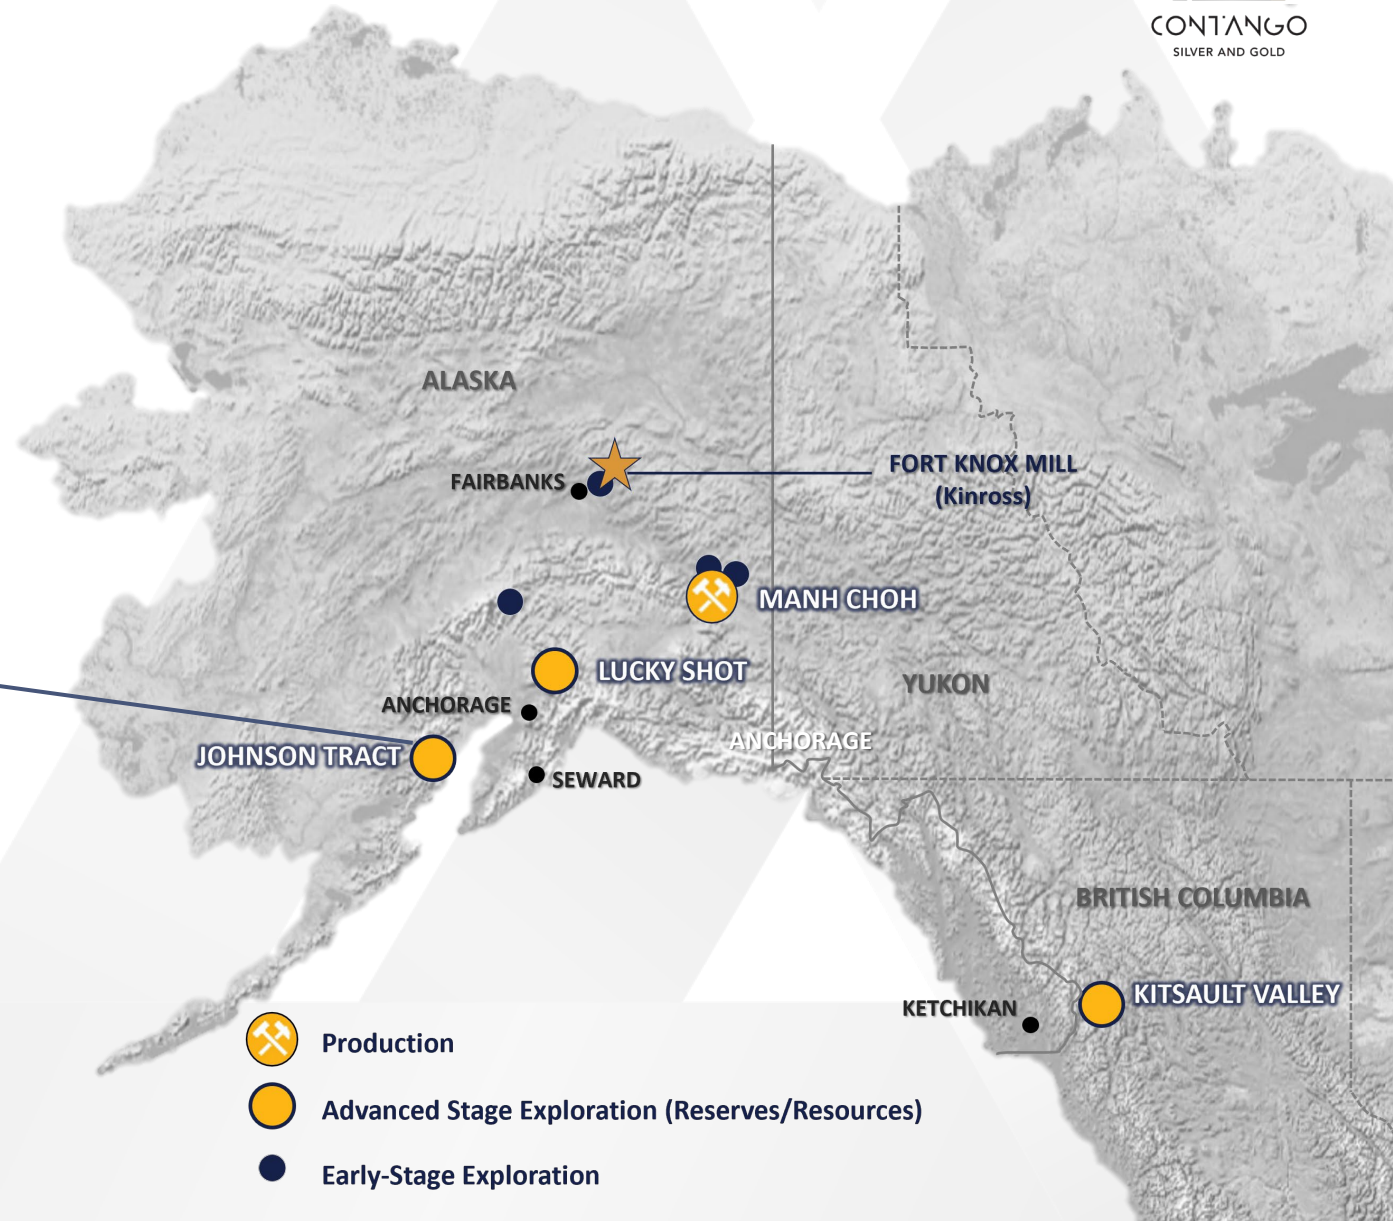 CONTANGO
SILVER AND GOLD
ALASKA
FAIRBANKS
FORT KNOX MILL
(Kinross)
MANH CHOH
LUCKY SHOT
YUKON
ANCHORAGE
ANCHORAGE
JOHNSON TRACT
SEWARD
BRITISH COLUMBIA
KITSAULT VALLEY
KETCHIKAN
Production
Advanced Stage Exploration (Reserves/Resources)
Early-Stage Exploration